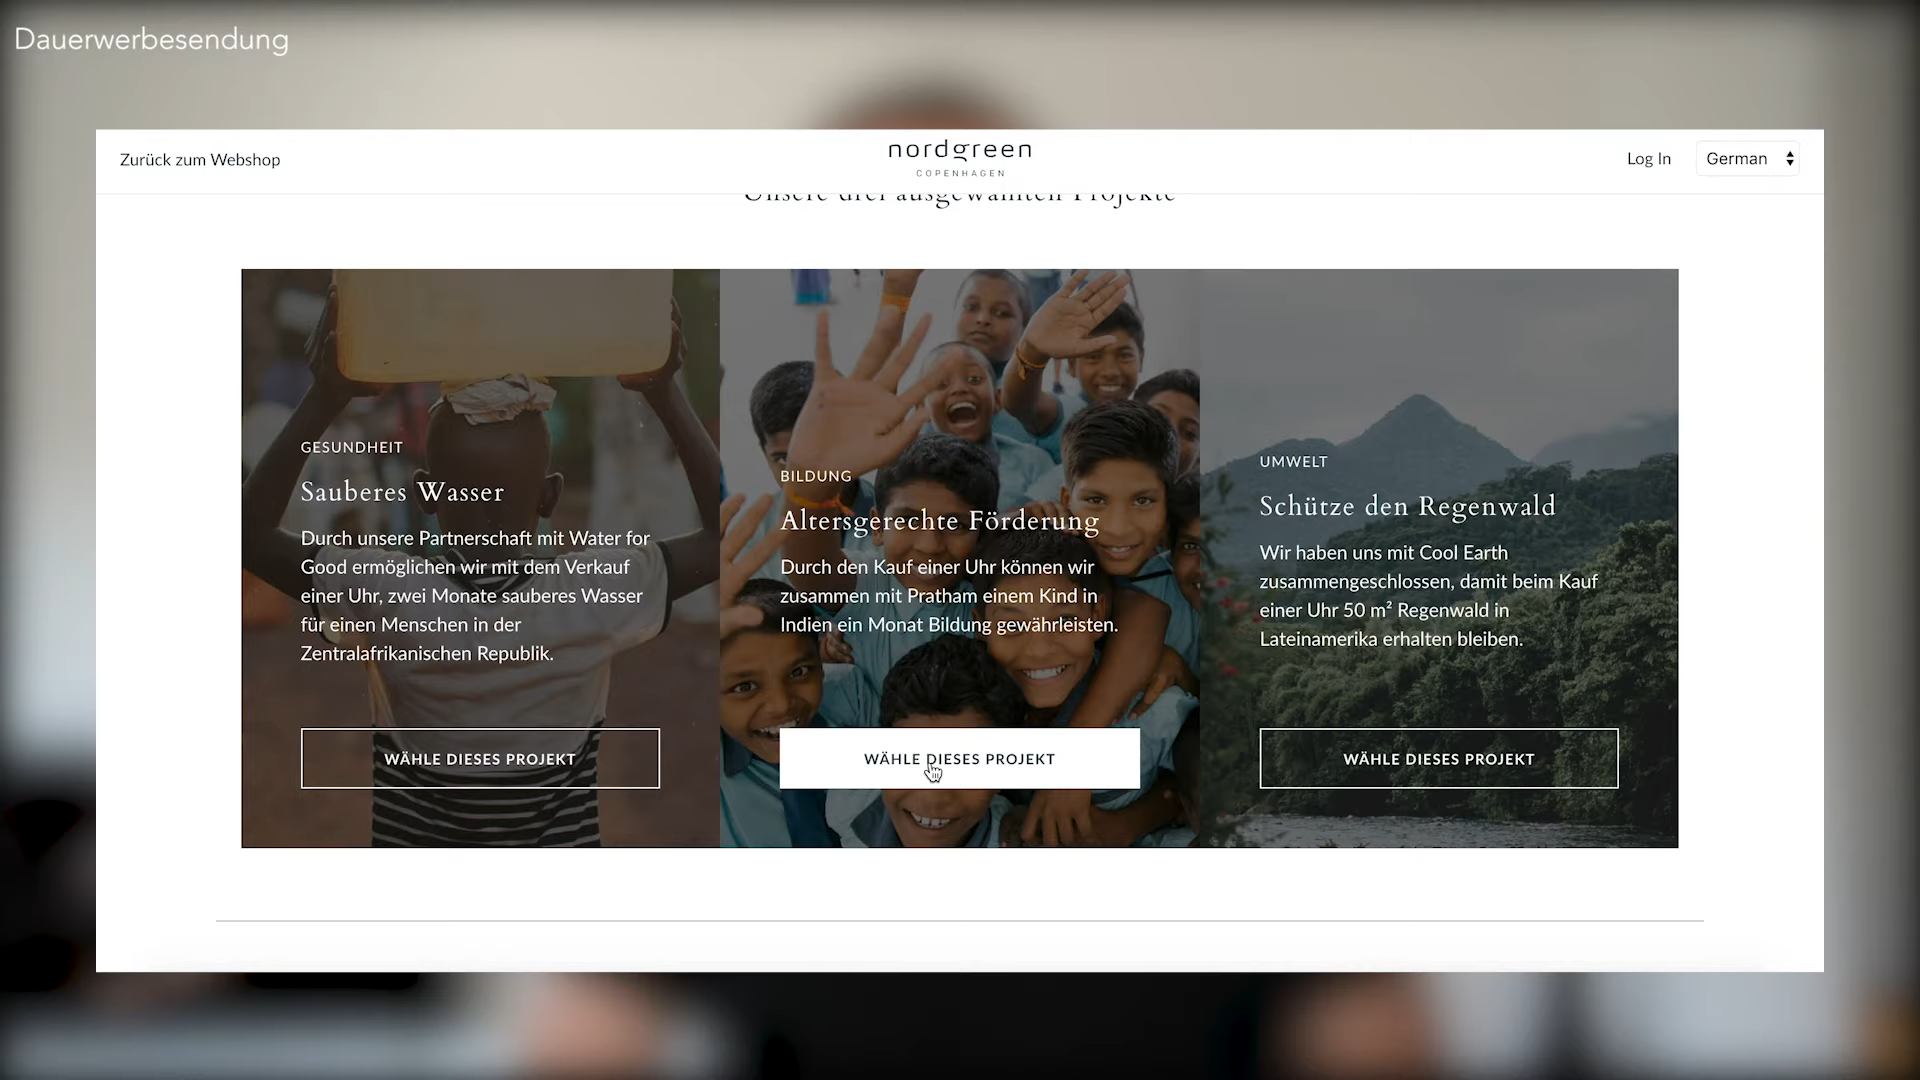 Dauerwerbesendung
Zurück zum Webshop
nordgreen
COPENHAGEN
Log In
German
Unsere drei ausgewählten Projekte
GESUNDHEIT
Sauberes Wasser
Durch unsere Partnerschaft mit Water for
Good ermöglichen wir mit dem Verkauf
einer Uhr, zwei Monate sauberes Wasser
für einen Menschen in der
Zentralafrikanischen Republik.
WÄHLE DIESES PROJEKT
BILDUNG
Altersgerechte Förderung
Durch den Kauf einer Uhr können wir
zusammen mit Pratham einem Kind in
Indien ein Monat Bildung gewährleisten.
WÄHLE DIESES PROJEKT
UMWELT
Schütze den Regenwald
Wir haben uns mit Cool Earth
zusammengeschlossen, damit beim Kauf
einer Uhr 50 m² Regenwald in
Lateinamerika erhalten bleiben.
WÄHLE DIESES PROJEKT